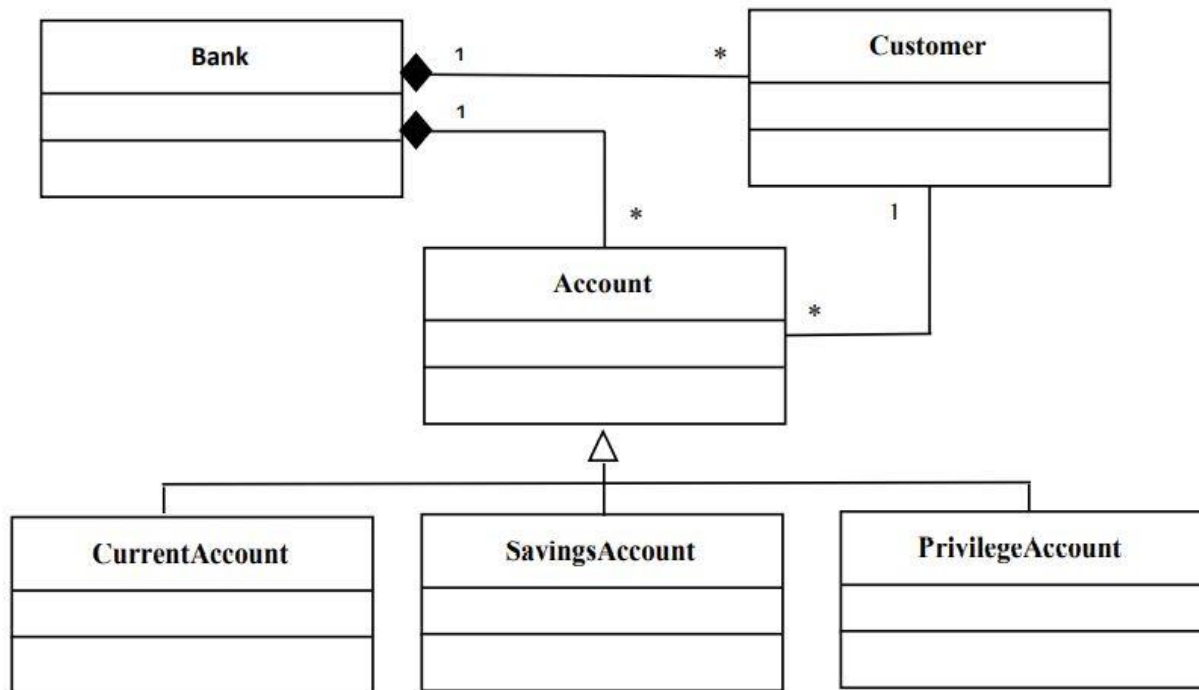 Bank
1
*
Customer
1
*
1
Account
*
CurrentAccount
SavingsAccount
PrivilegeAccount